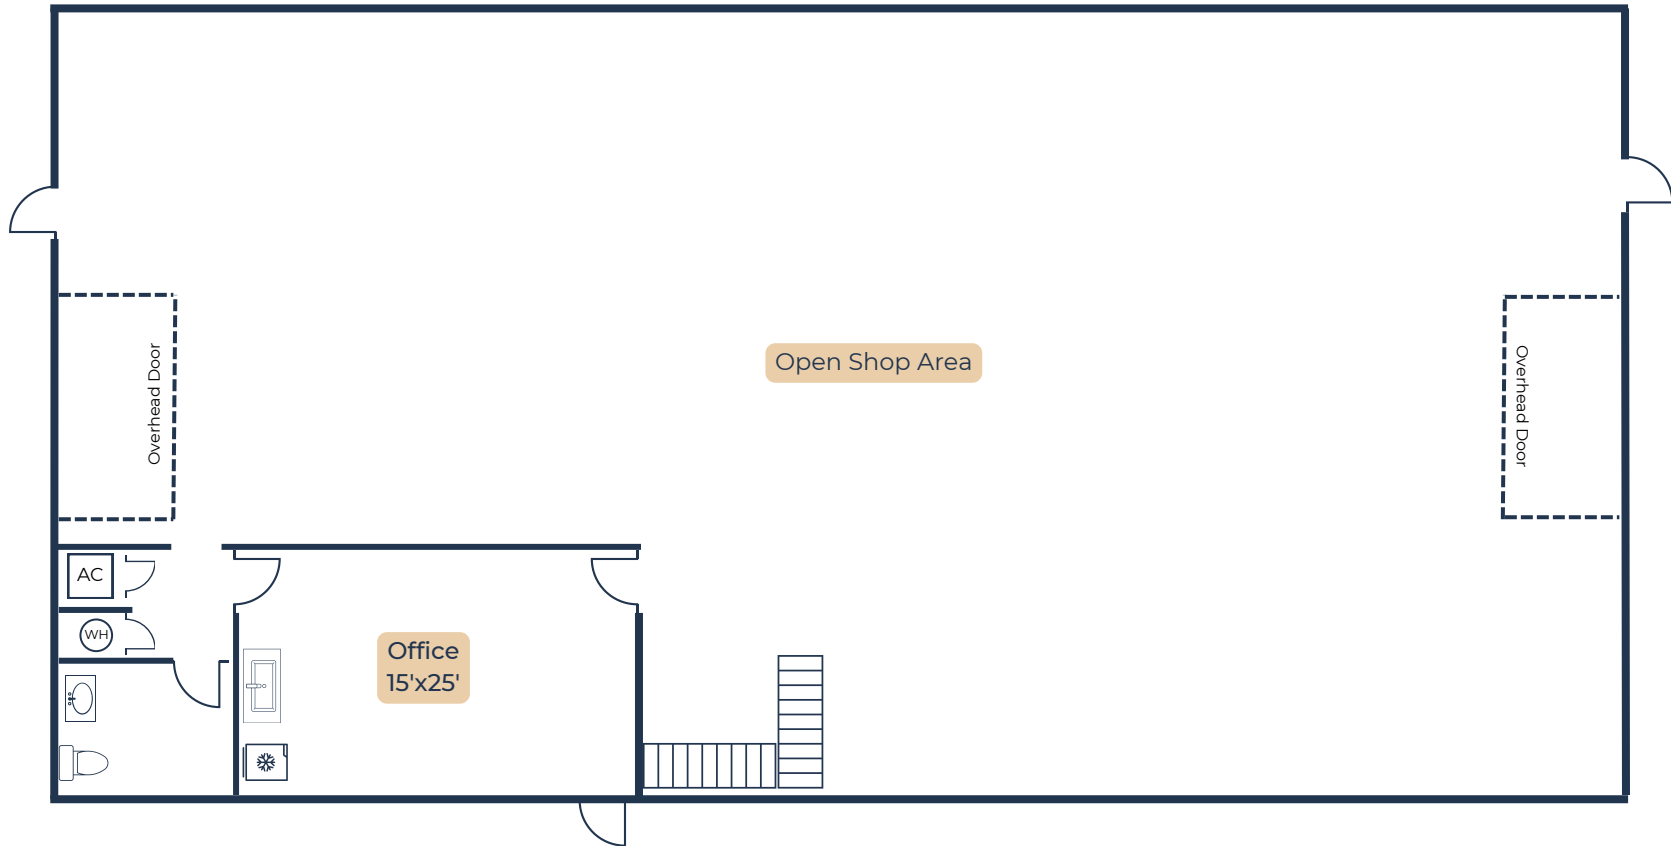 Open Shop Area
Overhead Door
Overhead Door
AC
WH
Office
15'x25'